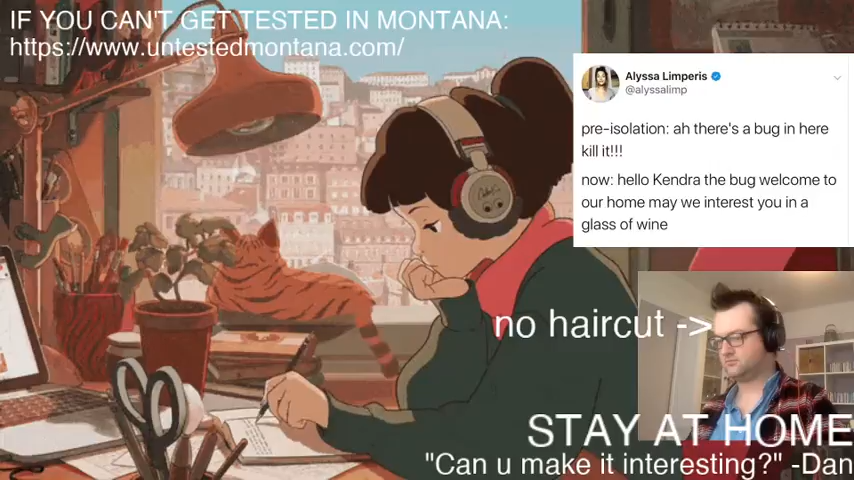 IF YOU CAN'T GET TESTED IN MONTANA:
https://www.untestedmontana.com/
Alyssa Limperis
@alyssalimp
pre-isolation: ah there's a bug in here
kill it!!!
now: hello Kendra the bug welcome to
our home may we interest you in a
glass of wine
no haircut ->
STAY AT HOME
"Can u make it interesting?" -Dan